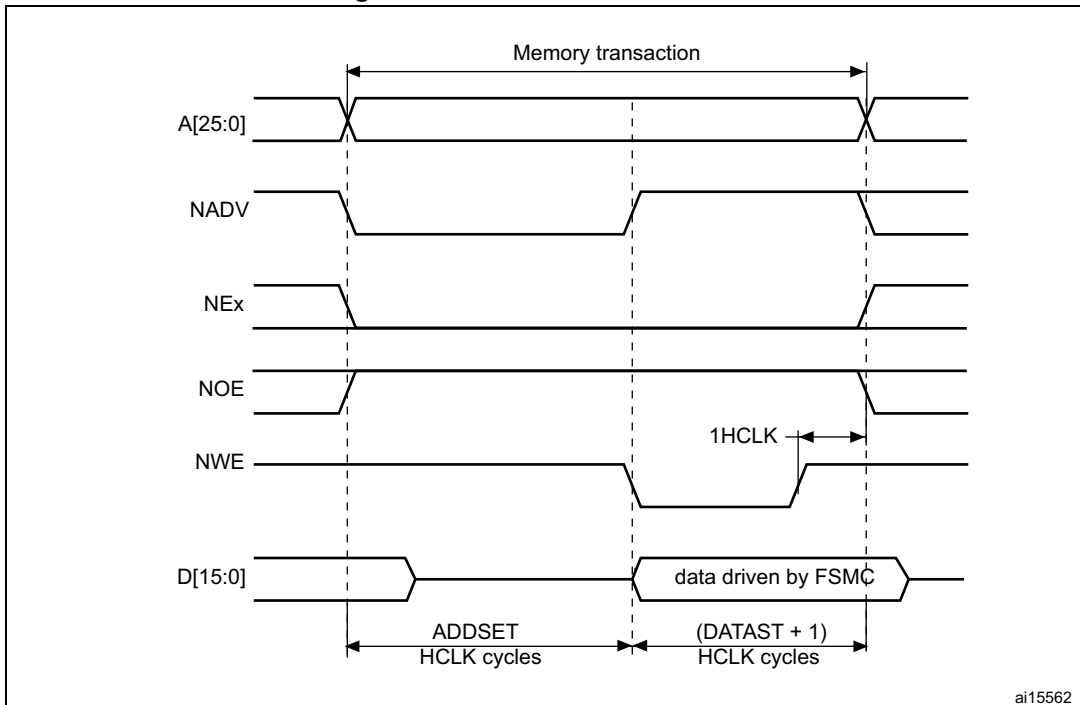 Memory transaction
A[25:0]
NADV
NEx
NOE
1HCLK
NWE
D[15:0]
data driven by FSMC
ADDSET
HCLK cycles
(DATAST + 1)
HCLK cycles
ai15562